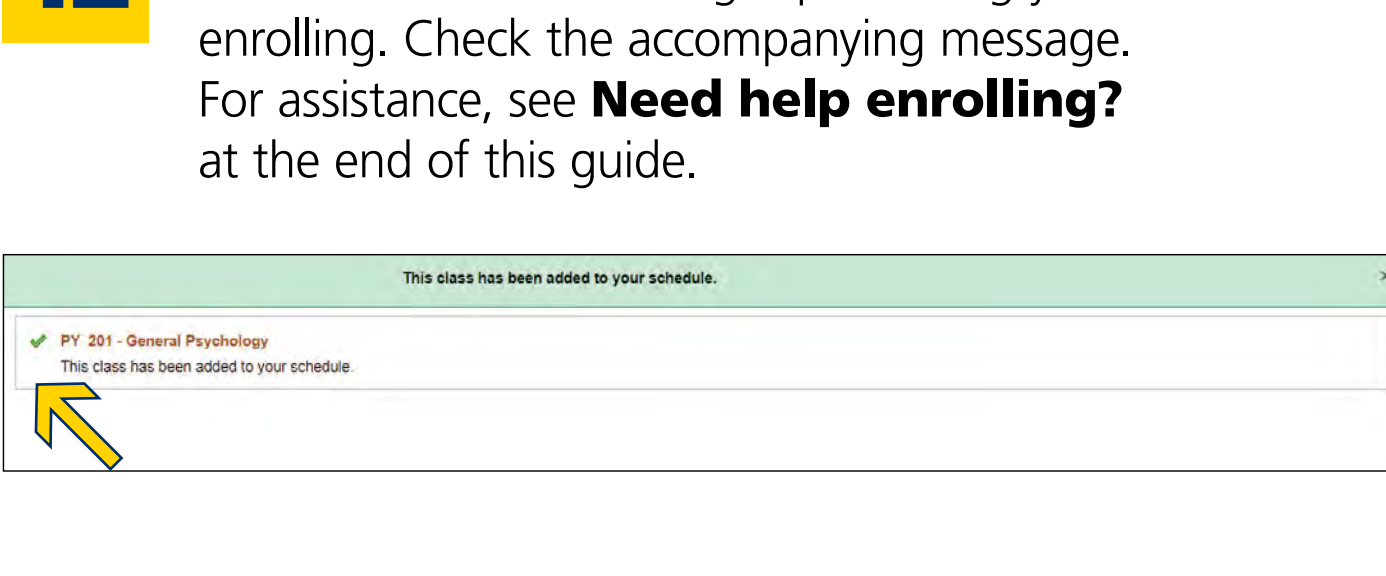 enrolling. Check the accompanying message.
For assistance, see Need help enrolling?
at the end of this guide.
This class has been added to your schedule.
PY 201 - General Psychology
This class has been added to your schedule.